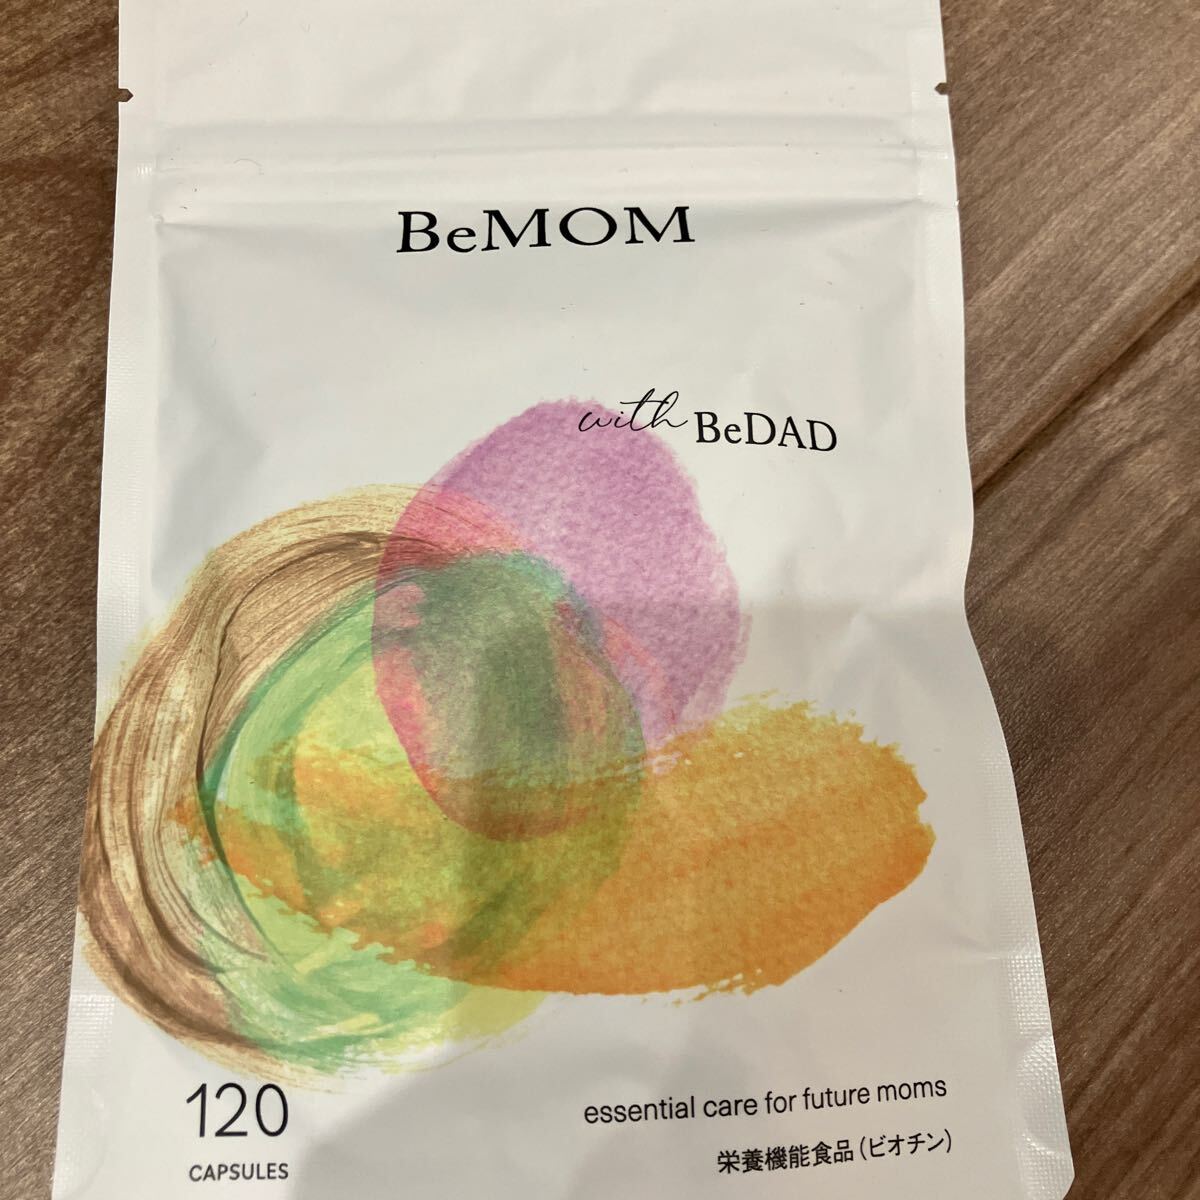 BeMOM
with BeDAD
120
CAPSULES
essential care for future moms
栄養機能食品（ビオチン）